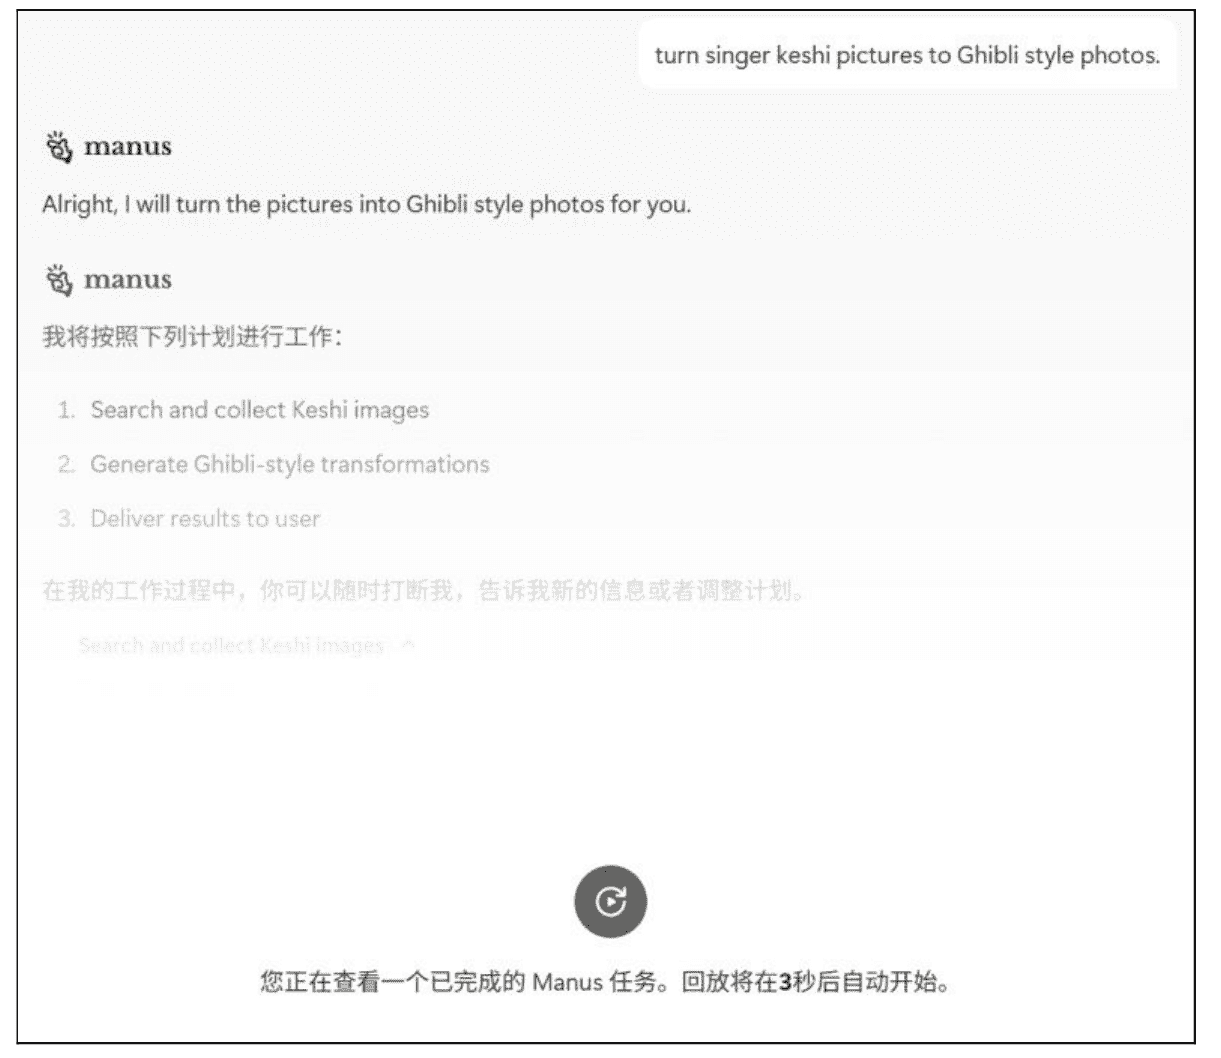 turn singer keshi pictures to Ghibli style photos.
manus
Alright, I will turn the pictures into Ghibli style photos for you.
manus
我将按照下列计划进行工作：
1. Search and collect Keshi images
2. Generate Ghibli-style transformations
3. Deliver results to user
在我的工作过程中，你可以随时打断我，告诉我新的信息或者调整计划。
Search and collect Keshi images
您正在查看一个已完成的 Manus 任务。回放将在3秒后自动开始。